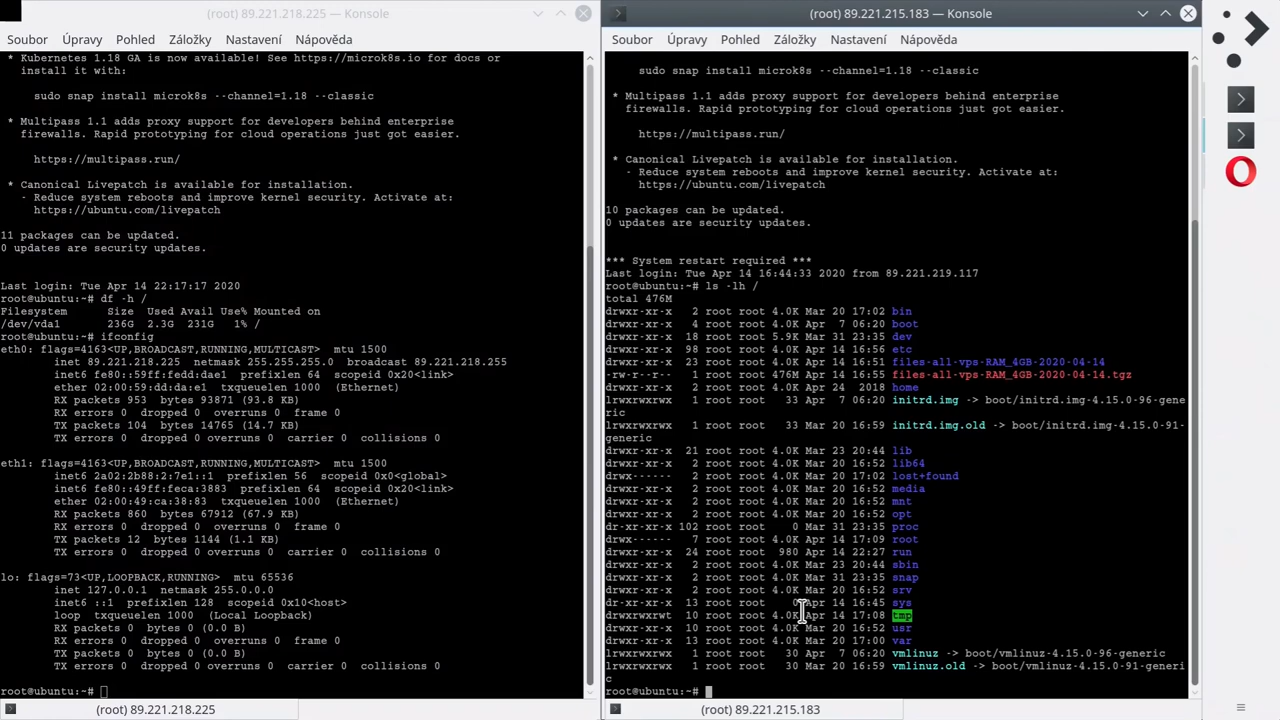 (root) 89.221.218.225 — Konsole
Soubor Úpravy Pohled Záložky Nastavení Nápověda
* Kubernetes 1.18 GA is now available! See https://microk8s.io for docs or
install it with:
sudo snap install microk8s --channel=1.18 --classic
* Multipass 1.1 adds proxy support for developers behind enterprise
firewalls. Rapid prototyping for cloud operations just got easier.
https://multipass.run/
* Canonical Livepatch is available for installation.
- Reduce system reboots and improve kernel security. Activate at:
https://ubuntu.com/livepatch
11 packages can be updated.
0 updates are security updates.
Last login: Tue Apr 14 22:17:17 2020
root@ubuntu:~# df -h /
Filesystem Size Used Avail Use% Mounted on
/dev/vda1 236G 2.3G 231G 1% /
root@ubuntu:~# ifconfig
eth0: flags=4163<UP,BROADCAST,RUNNING,MULTICAST> mtu 1500
inet 89.221.218.225 netmask 255.255.255.0 broadcast 89.221.218.255
inet6 fe80::59ff:fedd:dae1 prefixlen 64 scopeid 0x20<link>
ether 02:00:59:dd:da:e1 txqueuelen 1000 (Ethernet)
RX packets 953 bytes 93871 (93.8 KB)
RX errors 0 dropped 0 overruns 0 frame 0
TX packets 104 bytes 14765 (14.7 KB)
TX errors 0 dropped 0 overruns 0 carrier 0 collisions 0
eth1: flags=4163<UP,BROADCAST,RUNNING,MULTICAST> mtu 1500
inet6 2a02:2b88:2:7e1::1 prefixlen 56 scopeid 0x0<global>
inet6 fe80::49ff:feca:3883 prefixlen 64 scopeid 0x20<link>
ether 02:00:49:ca:38:83 txqueuelen 1000 (Ethernet)
RX packets 860 bytes 67912 (67.9 KB)
RX errors 0 dropped 0 overruns 0 frame 0
TX packets 12 bytes 1144 (1.1 KB)
TX errors 0 dropped 0 overruns 0 carrier 0 collisions 0
lo: flags=73<UP,LOOPBACK,RUNNING> mtu 65536
inet 127.0.0.1 netmask 255.0.0.0
inet6 ::1 prefixlen 128 scopeid 0x10<host>
loop txqueuelen 1000 (Local Loopback)
RX packets 0 bytes 0 (0.0 B)
RX errors 0 dropped 0 overruns 0 frame 0
TX packets 0 bytes 0 (0.0 B)
TX errors 0 dropped 0 overruns 0 carrier 0 collisions 0
root@ubuntu:~#
(root) 89.221.218.225
(root) 89.221.215.183 — Konsole
Soubor Úpravy Pohled Záložky Nastavení Nápověda
sudo snap install microk8s --channel=1.18 --classic
* Multipass 1.1 adds proxy support for developers behind enterprise
firewalls. Rapid prototyping for cloud operations just got easier.
https://multipass.run/
* Canonical Livepatch is available for installation.
- Reduce system reboots and improve kernel security. Activate at:
https://ubuntu.com/livepatch
10 packages can be updated.
0 updates are security updates.
*** System restart required ***
Last login: Tue Apr 14 16:44:33 2020 from 89.221.219.117
root@ubuntu:~# ls -lh /
total 476M
drwxr-xr-x 2 root root 4.0K Mar 20 17:02 bin
drwxr-xr-x 4 root root 4.0K Apr 7 06:20 boot
drwxr-xr-x 18 root root 5.9K Mar 31 23:35 dev
drwxr-xr-x 98 root root 4.0K Apr 14 16:56 etc
drwxr-xr-x 23 root root 4.0K Apr 14 16:51 files-all-vps-RAM_4GB-2020-04-14
-rw-r--r-- 1 root root 476M Apr 14 16:55 files-all-vps-RAM_4GB-2020-04-14.tgz
drwxr-xr-x 2 root root 4.0K Apr 24 2018 home
lrwxrwxrwx 1 root root 33 Apr 7 06:20 initrd.img -> boot/initrd.img-4.15.0-96-gene
ric
lrwxrwxrwx 1 root root 33 Mar 20 16:59 initrd.img.old -> boot/initrd.img-4.15.0-91-
generic
drwxr-xr-x 21 root root 4.0K Mar 23 20:44 lib
drwxr-xr-x 2 root root 4.0K Mar 20 16:52 lib64
drwx------ 2 root root 4.0K Mar 20 17:02 lost+found
drwxr-xr-x 2 root root 4.0K Mar 20 16:52 media
drwxr-xr-x 2 root root 4.0K Mar 20 16:52 mnt
drwxr-xr-x 2 root root 4.0K Mar 20 16:52 opt
dr-xr-xr-x 102 root root 0 Mar 31 23:35 proc
drwx------ 7 root root 4.0K Apr 14 17:09 root
drwxr-xr-x 24 root root 980 Apr 14 22:27 run
drwxr-xr-x 2 root root 4.0K Mar 23 20:44 sbin
drwxr-xr-x 2 root root 4.0K Mar 31 23:35 snap
drwxr-xr-x 2 root root 4.0K Mar 20 16:52 srv
dr-xr-xr-x 13 root root 0 Apr 14 16:45 sys
drwxrwxrwt 10 root root 4.0K Apr 14 17:08 tmp
drwxr-xr-x 10 root root 4.0K Mar 20 16:52 usr
drwxr-xr-x 13 root root 4.0K Mar 20 17:00 var
lrwxrwxrwx 1 root root 30 Apr 7 06:20 vmlinuz -> boot/vmlinuz-4.15.0-96-generic
lrwxrwxrwx 1 root root 30 Mar 20 16:59 vmlinuz.old -> boot/vmlinuz-4.15.0-91-generi
c
root@ubuntu:~#
(root) 89.221.215.183